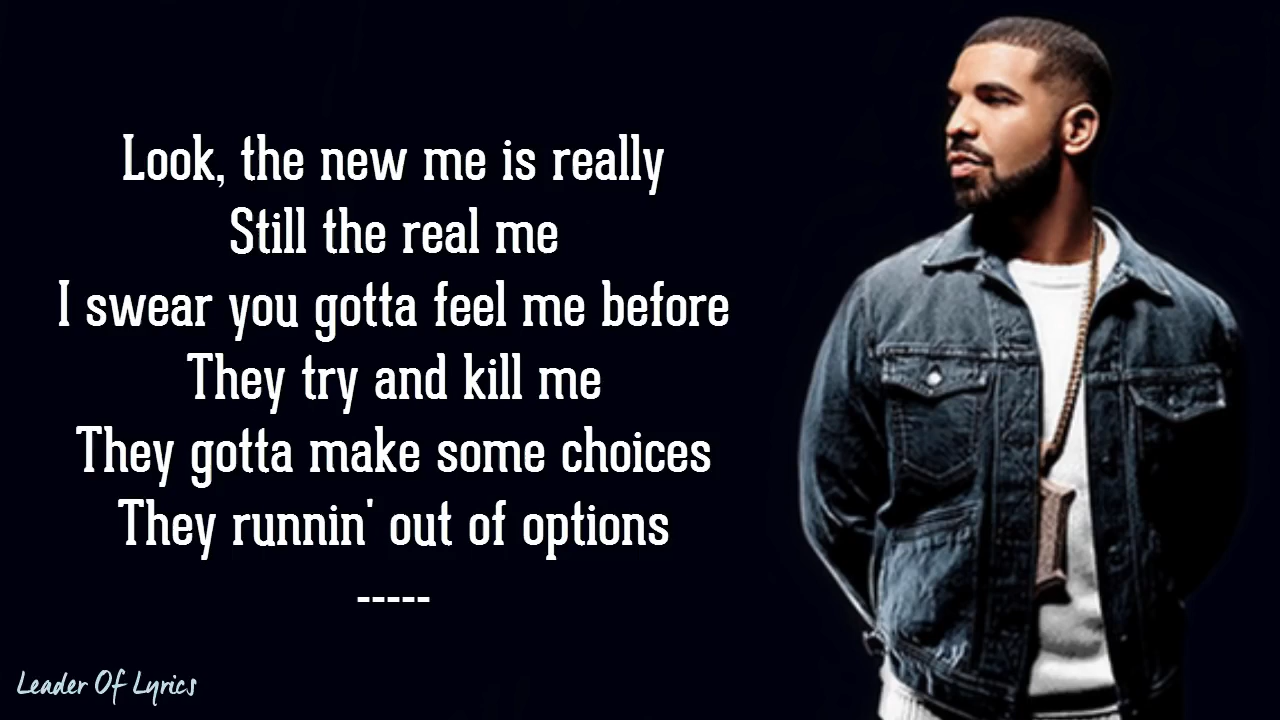 Look, the new me is really
Still the real me
I swear you gotta feel me before
They try and kill me
They gotta make some choices
They runnin' out of options
-----
Leader Of Lyrics